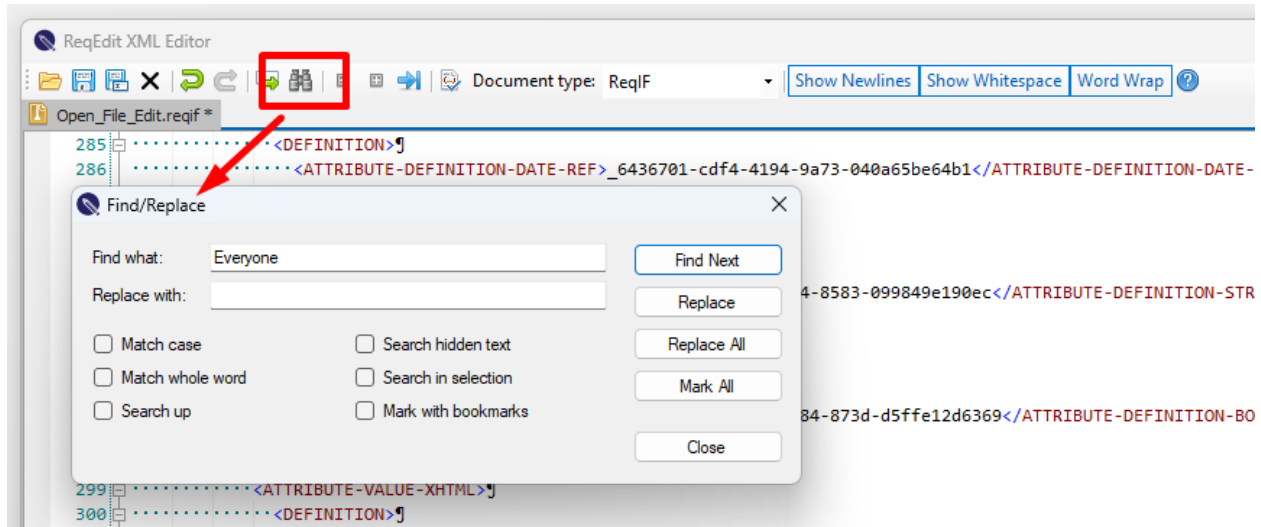 ReqEdit XML Editor
Document type: ReqIF Show Newlines Show Whitespace Word Wrap ?
Open_File_Edit.reqif *
285 ··············<DEFINITION>¶
286 ················<ATTRIBUTE-DEFINITION-DATE-REF>_6436701-cdf4-4194-9a73-040a65be64b1</ATTRIBUTE-DEFINITION-DATE-
Find/Replace
Find what: Everyone Find Next
Replace with: Replace
4-8583-099849e190ec</ATTRIBUTE-DEFINITION-STR
Match case Search hidden text Replace All
Match whole word Search in selection Mark All
Search up Mark with bookmarks
84-873d-d5ffe12d6369</ATTRIBUTE-DEFINITION-BO
Close
299 ············<ATTRIBUTE-VALUE-XHTML>¶
300 ··············<DEFINITION>¶